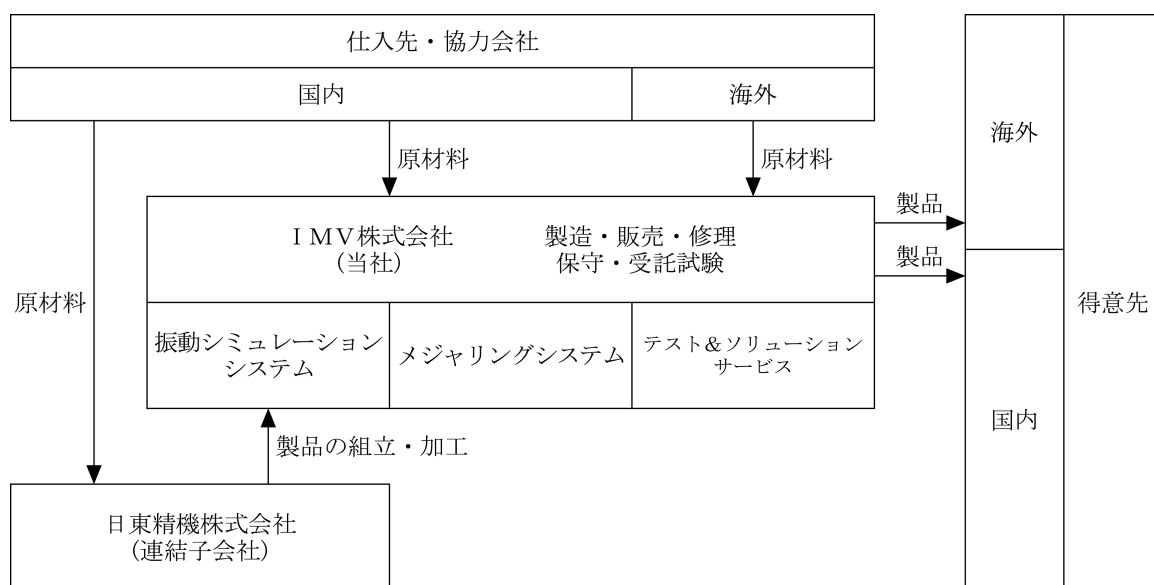 仕入先・協力会社
国内
海外
原材料
原材料
原材料
ＩＭＶ株式会社
(当社)
製造・販売・修理
保守・受託試験
振動シミュレーション
システム
メジャリングシステム
テスト＆ソリューション
サービス
製品の組立・加工
日東精機株式会社
(連結子会社)
製品
製品
海外
国内
得意先